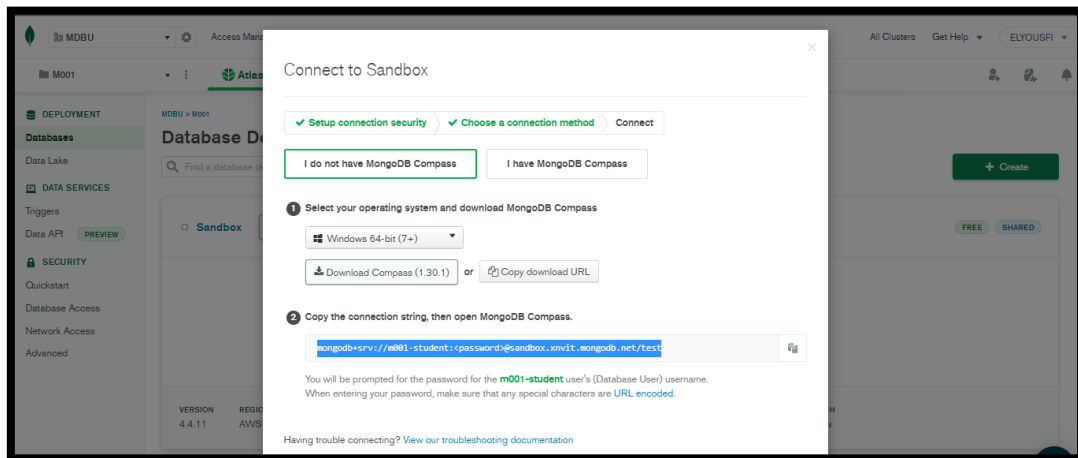 MDBU
Access Mana
All Clusters
Get Help
ELYOUSFI
M001
Atlas
DEPLOYMENT
Databases
Data Lake
DATA SERVICES
Triggers
Data API PREVIEW
SECURITY
Quickstart
Database Access
Network Access
Advanced
MDBU > M001
Database De
Find a database de
+ Create
Sandbox
FREE SHARED
VERSION
4.4.11
REGIO
AWS
Connect to Sandbox
Setup connection security
Choose a connection method
Connect
I do not have MongoDB Compass
I have MongoDB Compass
1 Select your operating system and download MongoDB Compass
Windows 64-bit (7+)
Download Compass (1.30.1) or Copy download URL
2 Copy the connection string, then open MongoDB Compass.
mongodb+srv://m001-student:<password>@sandbox.xnvit.mongodb.net/test
You will be prompted for the password for the m001-student user's (Database User) username.
When entering your password, make sure that any special characters are URL encoded.
Having trouble connecting? View our troubleshooting documentation